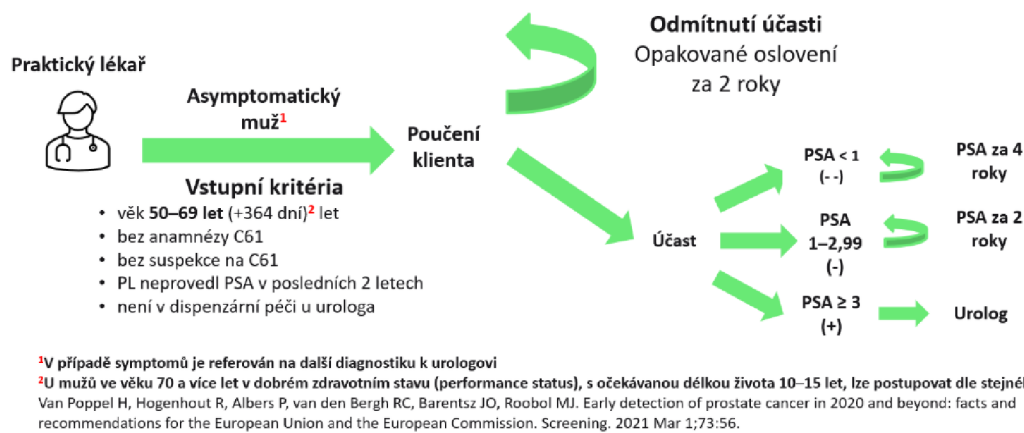 Praktický lékař
Asymptomatický
muž¹
Vstupní kritéria
• věk 50–69 let (+364 dní)² let
• bez anamnézy C61
• bez suspekce na C61
• PL neprovedl PSA v posledních 2 letech
• není v dispenzární péči u urologa
Poučení
klienta
Odmítnutí účasti
Opakované oslovení
za 2 roky
Účast
PSA < 1
(- -)
PSA za 4
roky
PSA
1–2,99
(-)
PSA za 2
roky
PSA ≥ 3
(+)
Urolog
¹V případě symptomů je referován na další diagnostiku k urologovi
²U mužů ve věku 70 a více let v dobrém zdravotním stavu (performance status), s očekávanou délkou života 10–15 let, lze postupovat dle
Van Poppel H, Hogenhout R, Albers P, van den Bergh RC, Barentsz JO, Roobol MJ. Early detection of prostate cancer in 2020 and beyond: facts and
recommendations for the European Union and the European Commission. Screening. 2021 Mar 1;73:56.